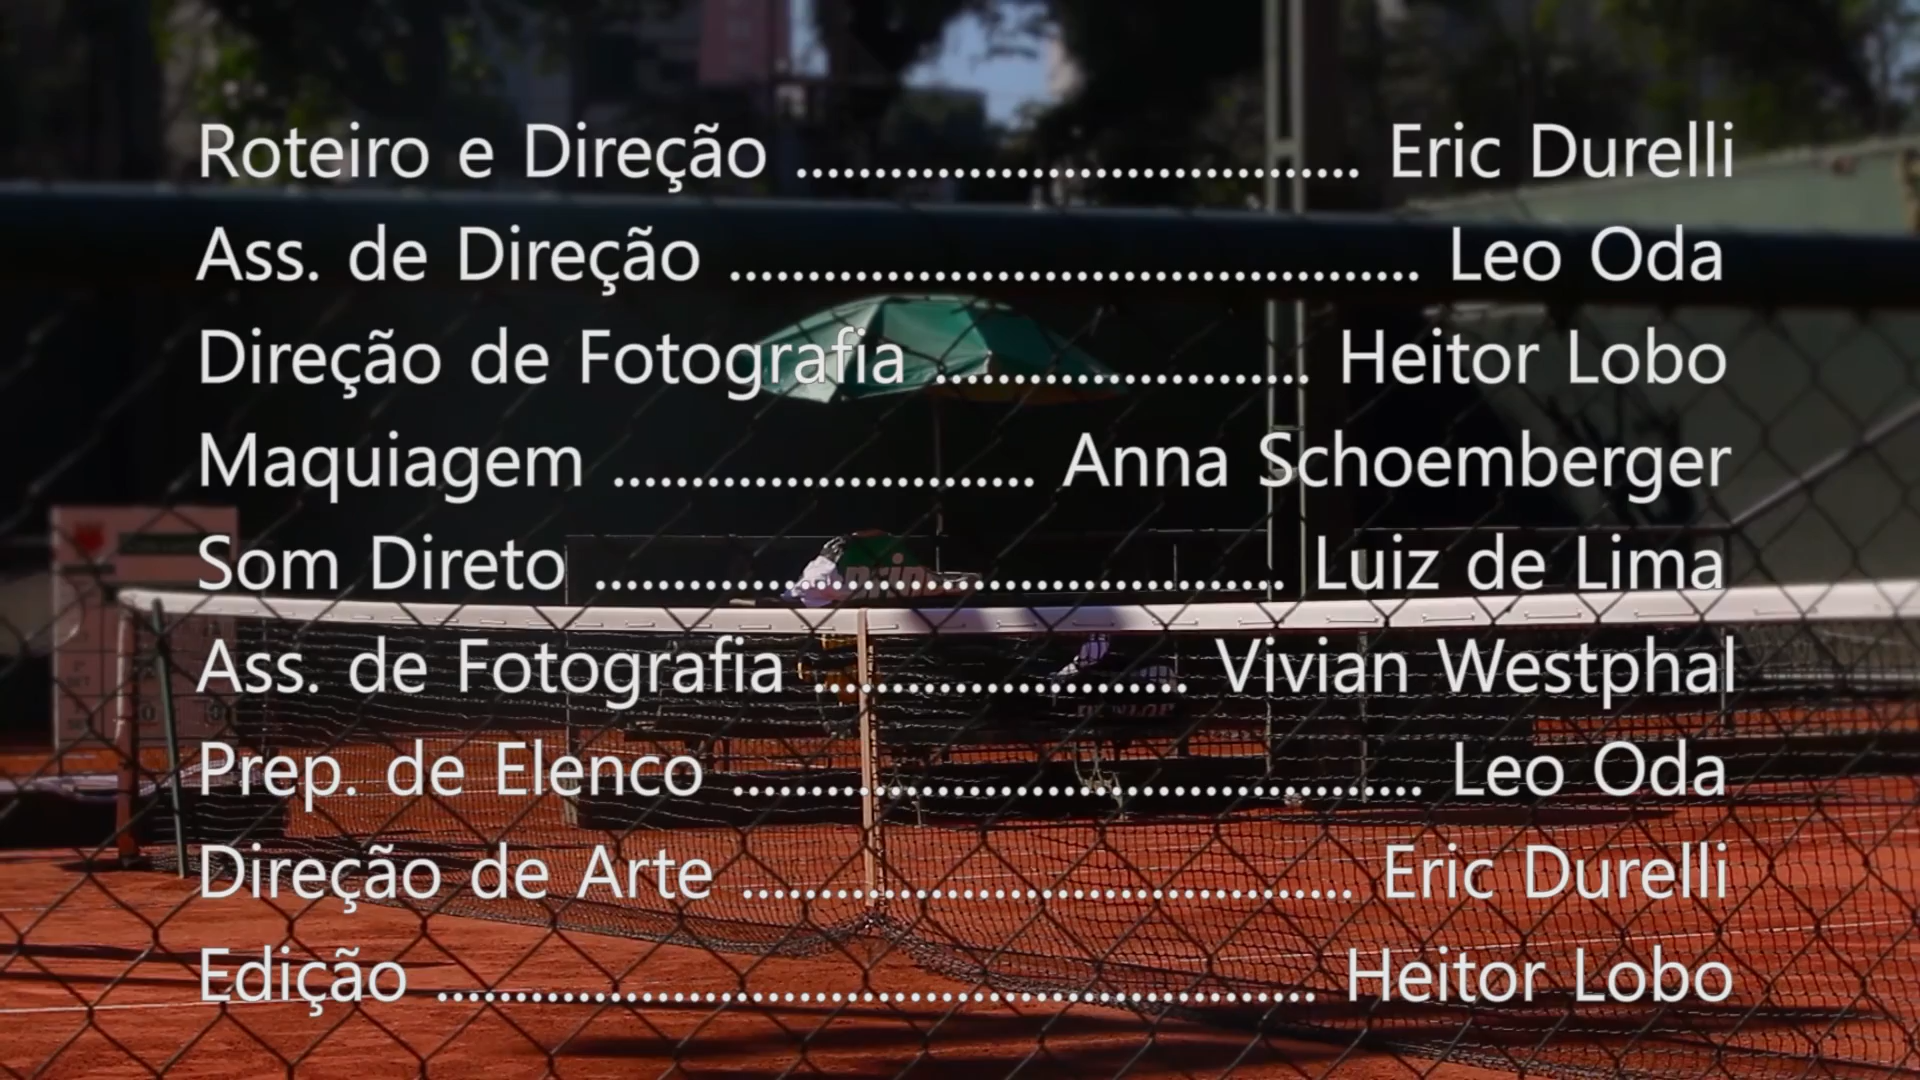 Roteiro e Direção .................................... Eric Durelli
Ass. de Direção ............................................ Leo Oda
Direção de Fotografia ........................ Heitor Lobo
Maquiagem ........................... Anna Schoemberger
Som Direto ............................................ Luiz de Lima
Ass. de Fotografia ........................ Vivian Westphal
Prep. de Elenco ............................................ Leo Oda
Direção de Arte ....................................... Eric Durelli
Edição ........................................................ Heitor Lobo